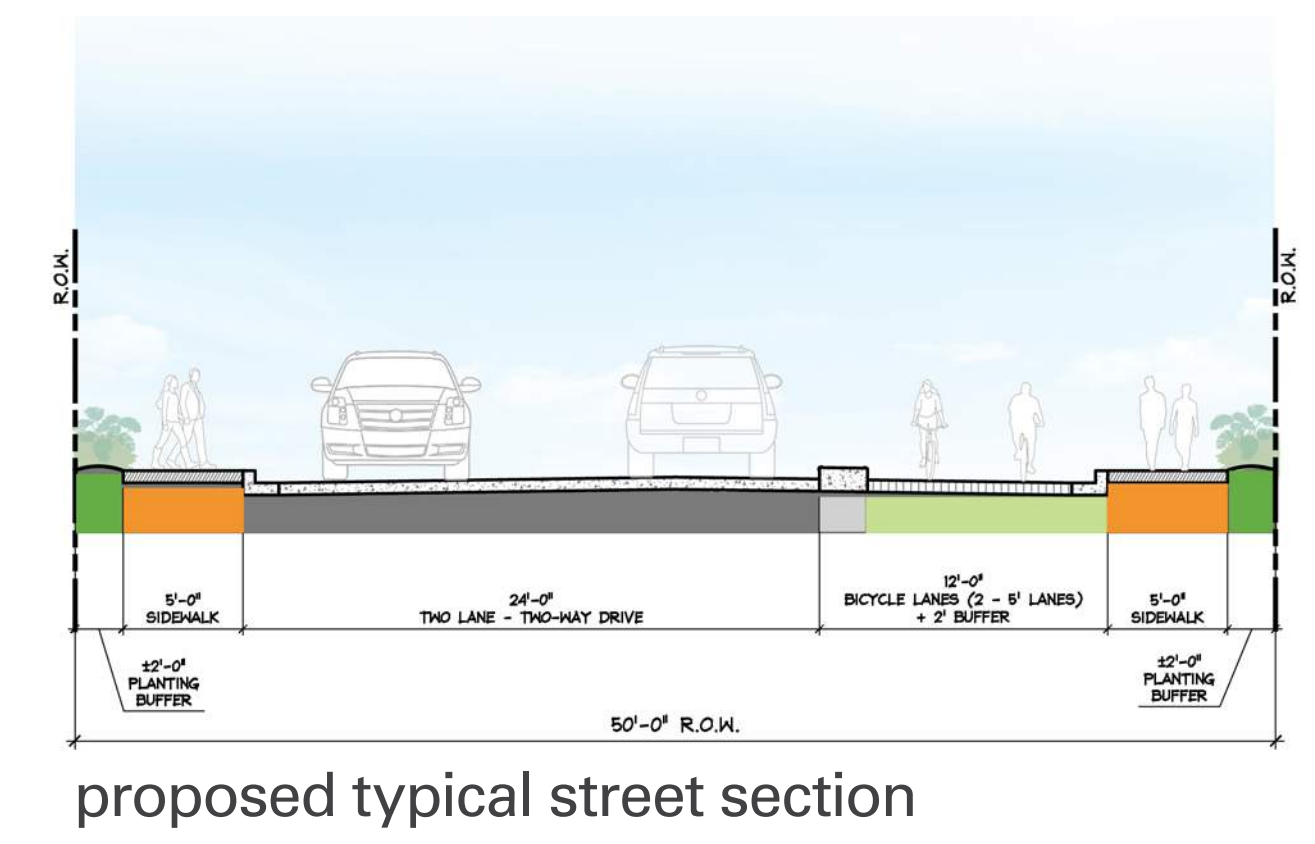 R.O.W.
R.O.W.
5'-0"
SIDEWALK
24'-0"
TWO LANE - TWO-WAY DRIVE
12'-0"
BICYCLE LANES (2 - 5' LANES)
+ 2' BUFFER
5'-0"
SIDEWALK
±2'-0"
PLANTING
BUFFER
±2'-0"
PLANTING
BUFFER
50'-0" R.O.W.
proposed typical street section